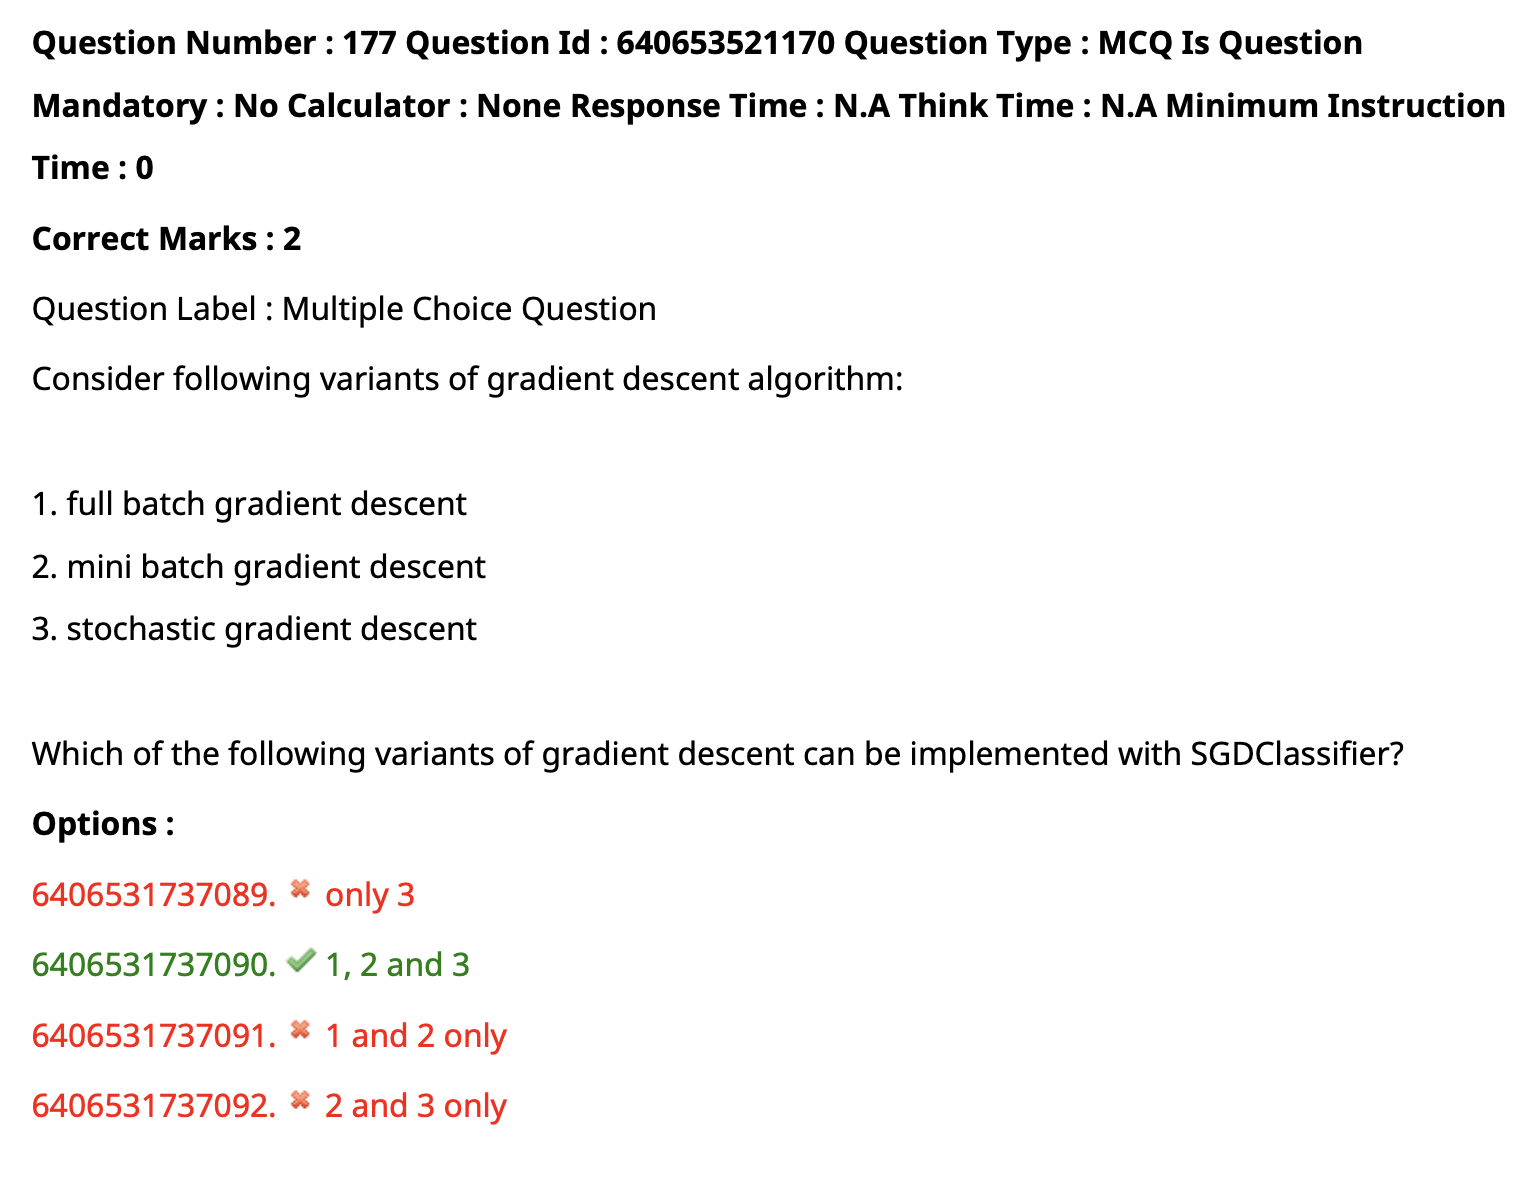 Question Number : 177 Question Id : 640653521170 Question Type : MCQ Is Question
Mandatory : No Calculator : None Response Time : N.A Think Time : N.A Minimum Instruction
Time : 0
Correct Marks : 2
Question Label : Multiple Choice Question
Consider following variants of gradient descent algorithm:
1. full batch gradient descent
2. mini batch gradient descent
3. stochastic gradient descent
Which of the following variants of gradient descent can be implemented with SGDClassifier?
Options :
6406531737089. ✖ only 3
6406531737090. ✔ 1, 2 and 3
6406531737091. ✖ 1 and 2 only
6406531737092. ✖ 2 and 3 only